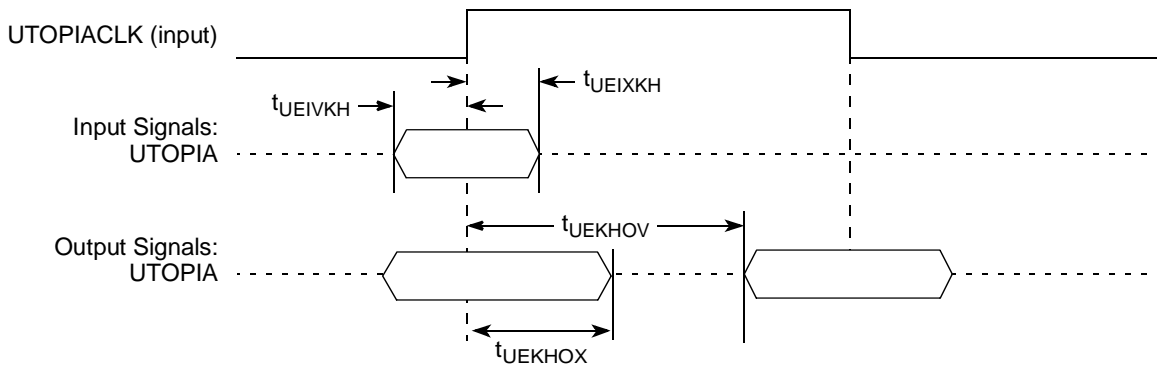 UTOPIACLK (input)
tUEIXKH
tUEIVKH
Input Signals:
UTOPIA
tUEKHOV
Output Signals:
UTOPIA
tUEKHOX